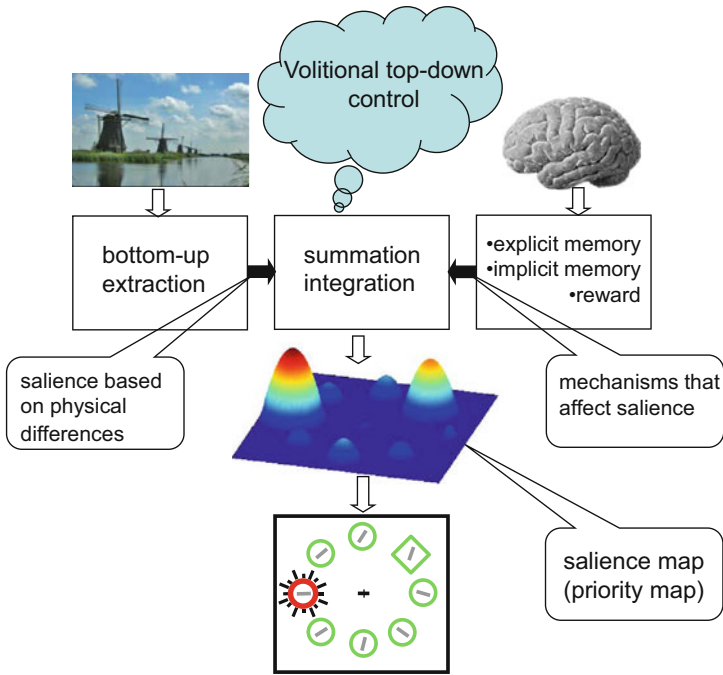 Volitional top-down
control
bottom-up
extraction
summation
integration
•explicit memory
•implicit memory
•reward
salience based
on physical
differences
mechanisms that
affect salience
salience map
(priority map)